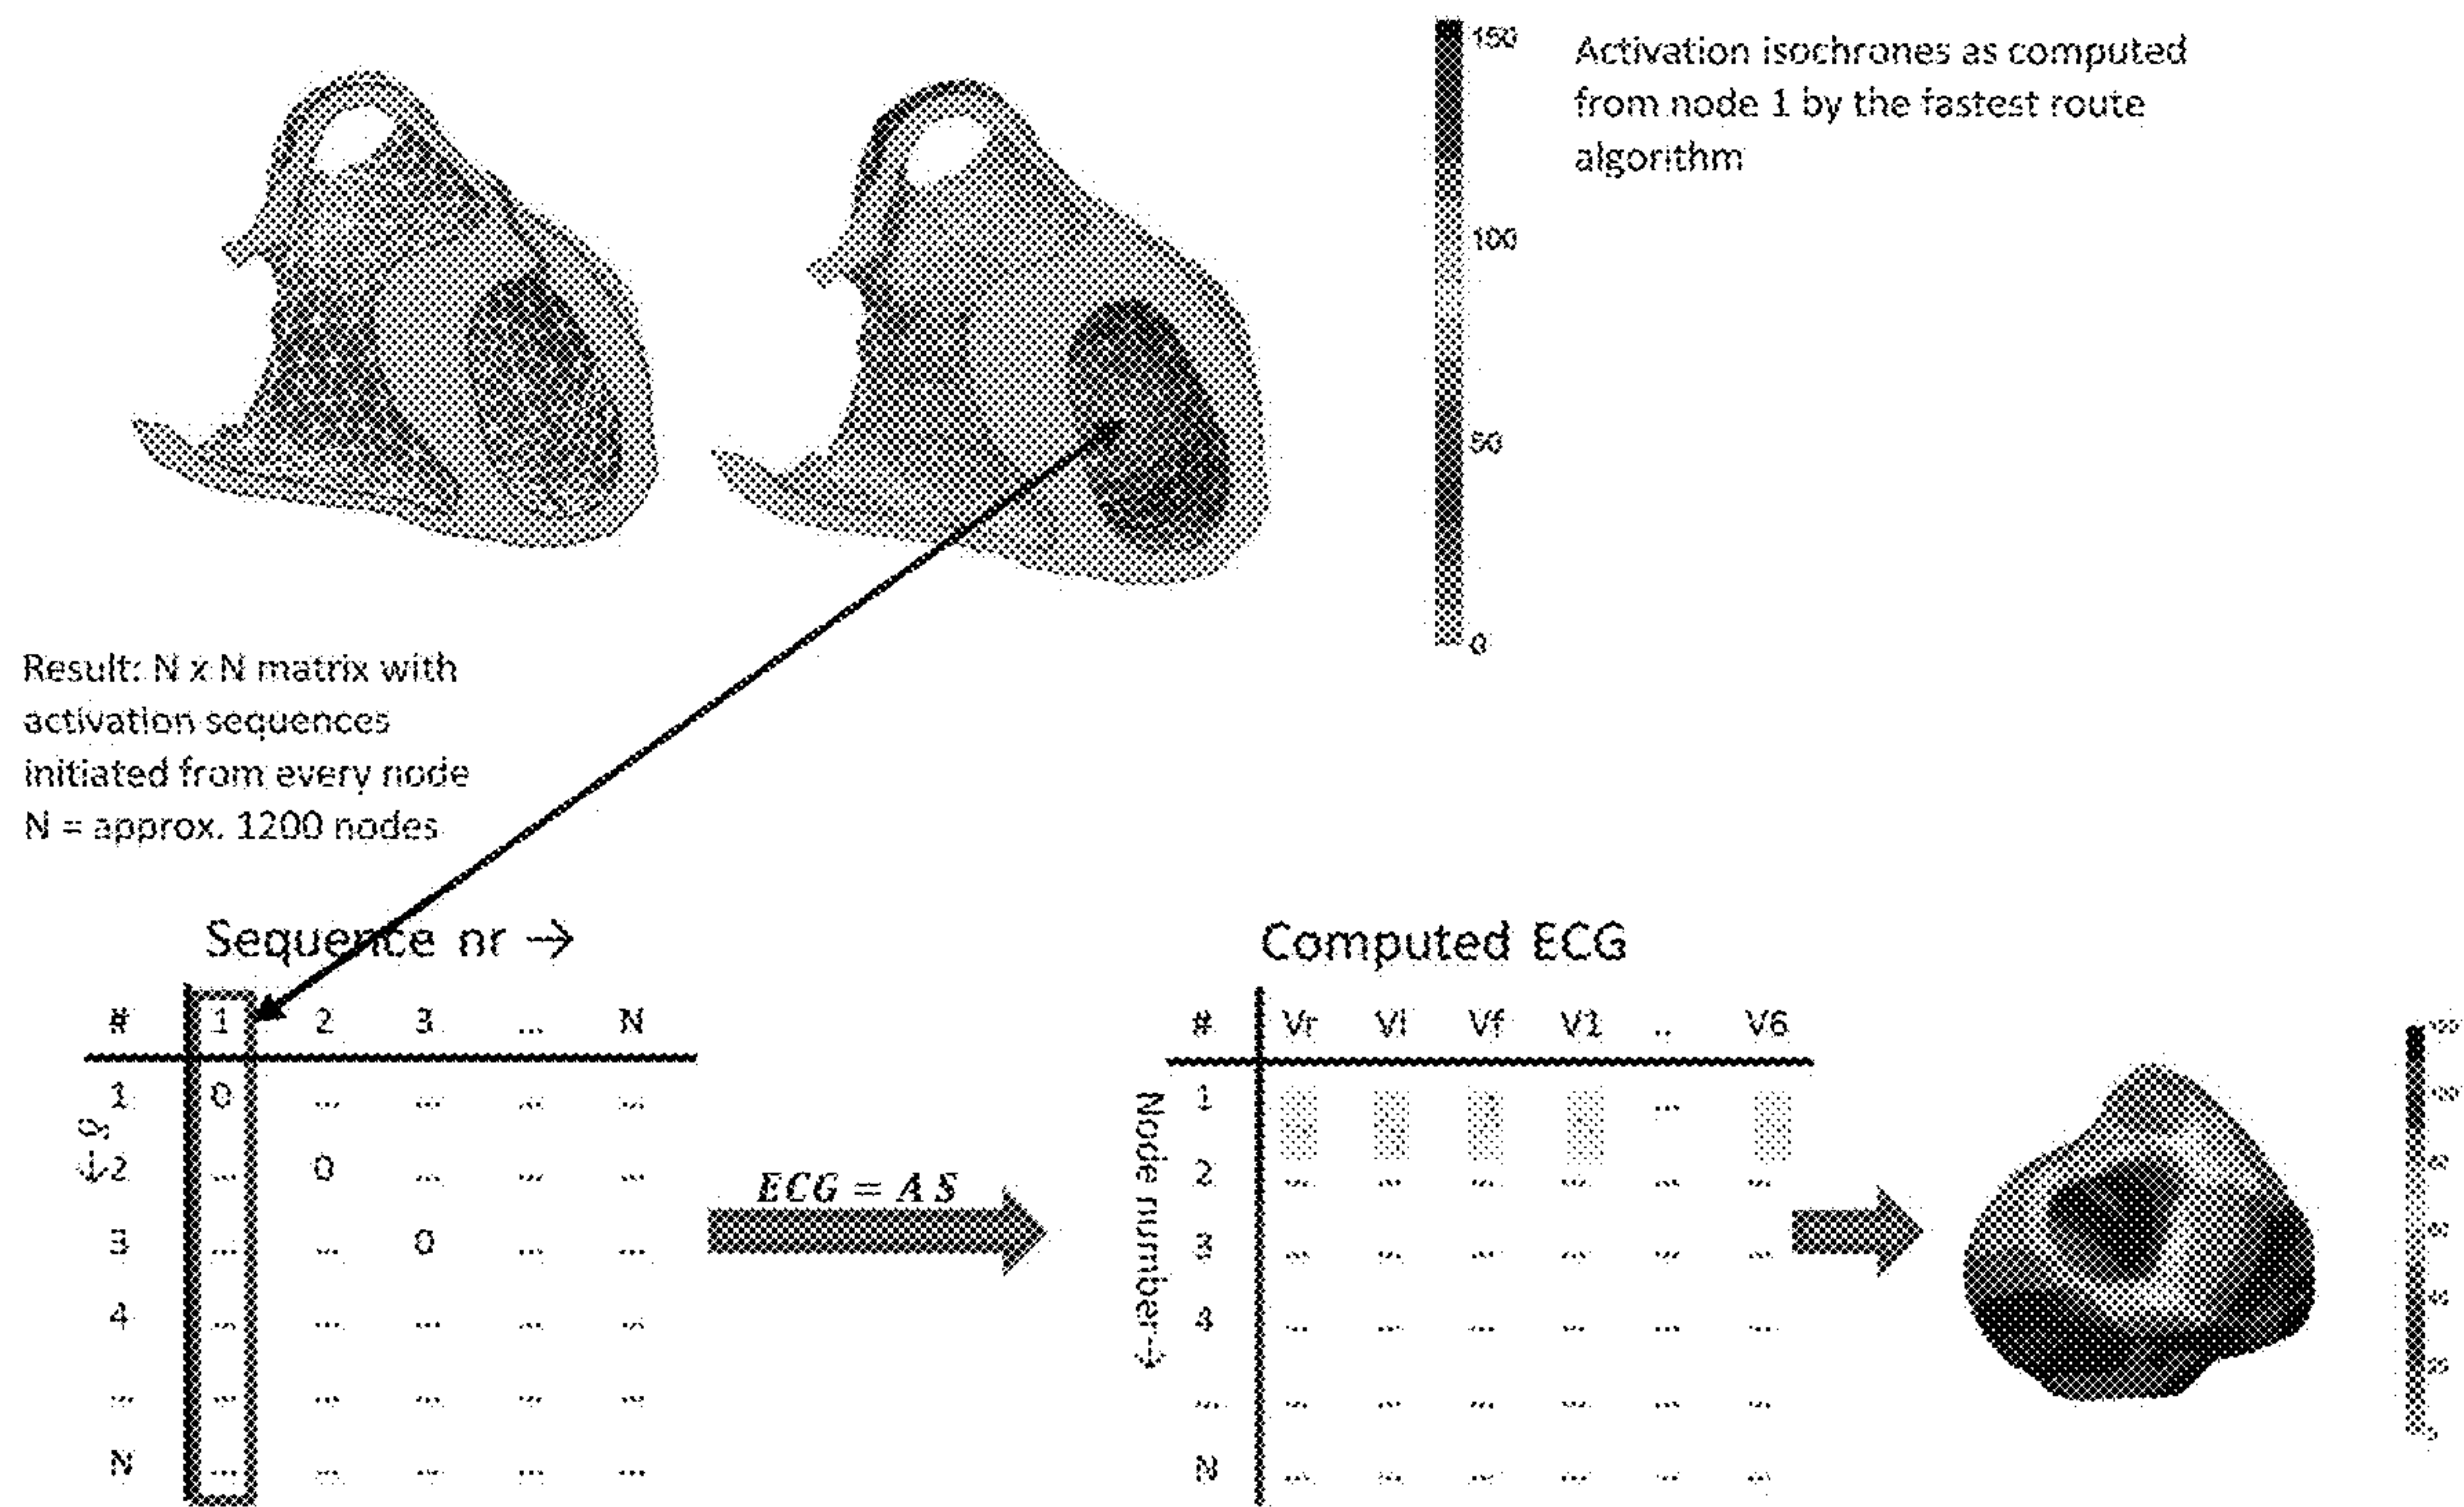 150
100
50
0
Activation isochrones as computed
from node 1 by the fastest route
algorithm
Result: N x N matrix with
activation sequences
initiated from every node
N = approx. 1200 nodes
Sequence nr →
# 1 2 3 ... N
1 0 ... ... ... ...
2 ... 0 ... ... ...
3 ... ... 0 ... ...
4 ... ... ... ... ...
... ... ... ... ... ...
N ... ... ... ... ...
ECG = A S
Computed ECG
Node number→
# Vr Vl Vf V1 .. V6
1 ...
2 ... ... ... ... ... ...
3 ... ... ... ... ... ...
4 ... ... ... ... ... ...
... ... ... ... ... ... ...
N ... ... ... ... ... ...